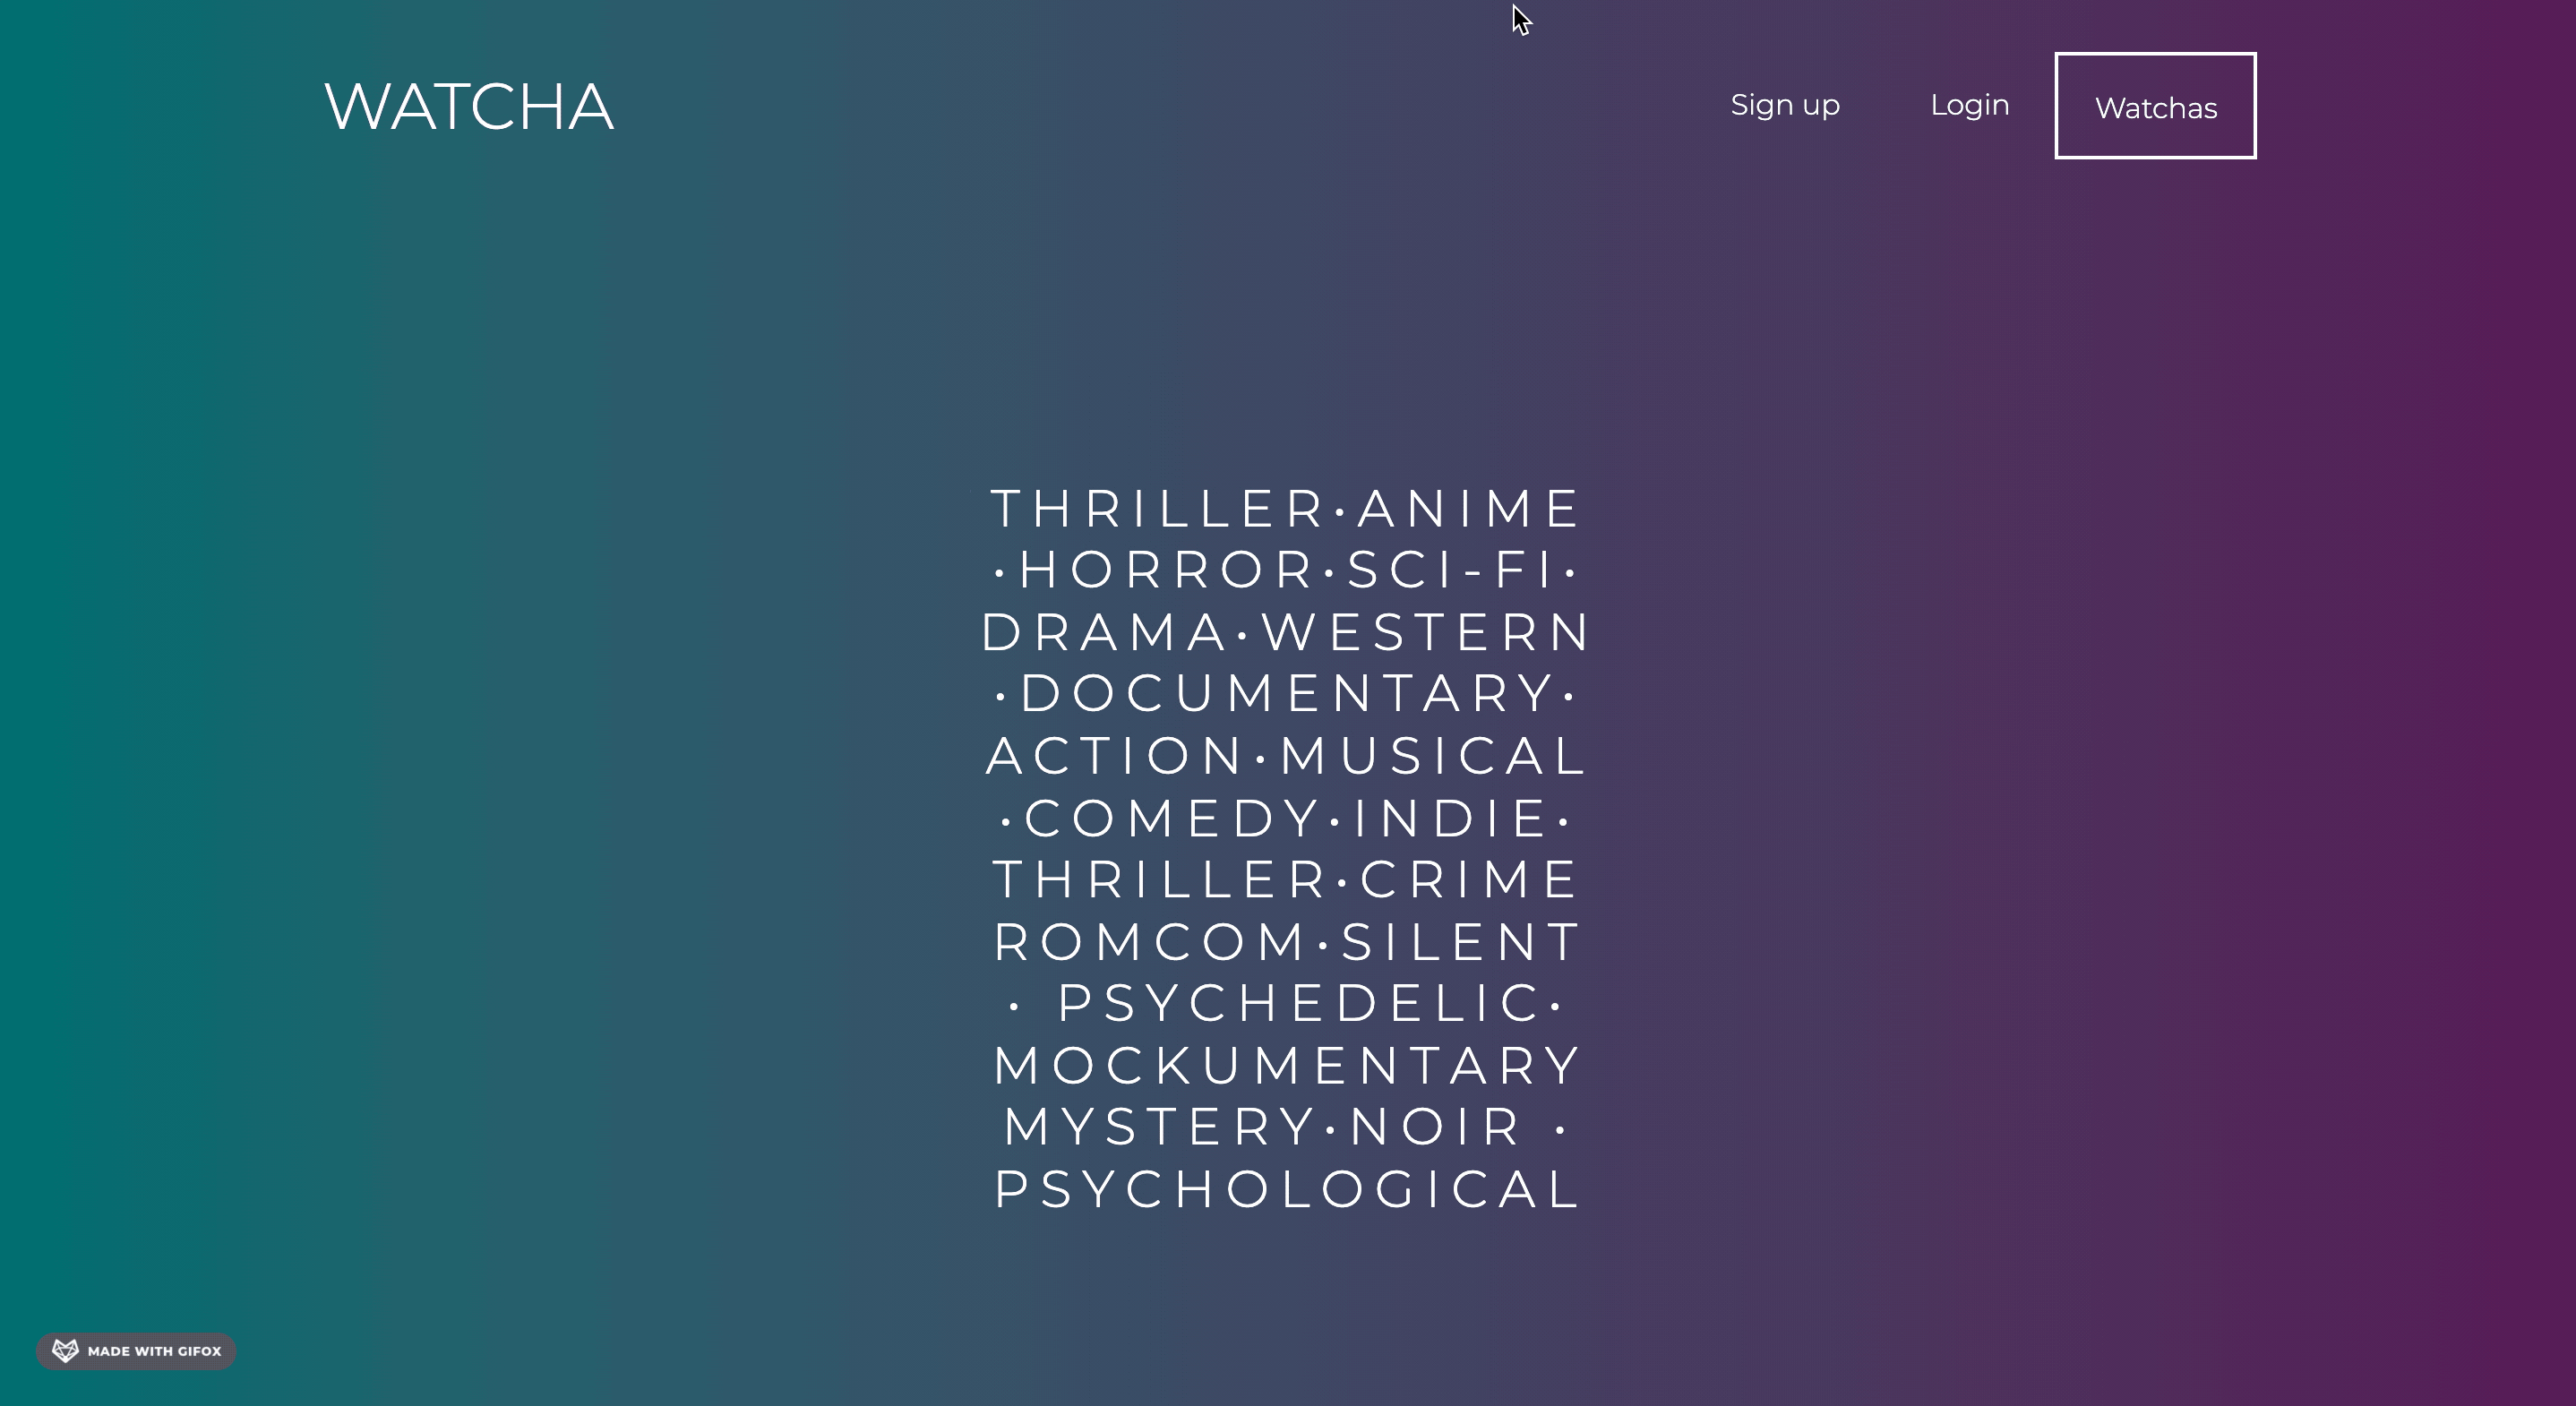 WATCHA
Sign up
Login
Watchas
THRILLER·ANIME
·HORROR·SCI-FI·
DRAMA·WESTERN
·DOCUMENTARY·
ACTION·MUSICAL
·COMEDY·INDIE·
THRILLER·CRIME
ROMCOM·SILENT
· PSYCHEDELIC·
MOCKUMENTARY
MYSTERY·NOIR ·
PSYCHOLOGICAL
MADE WITH GIFOX